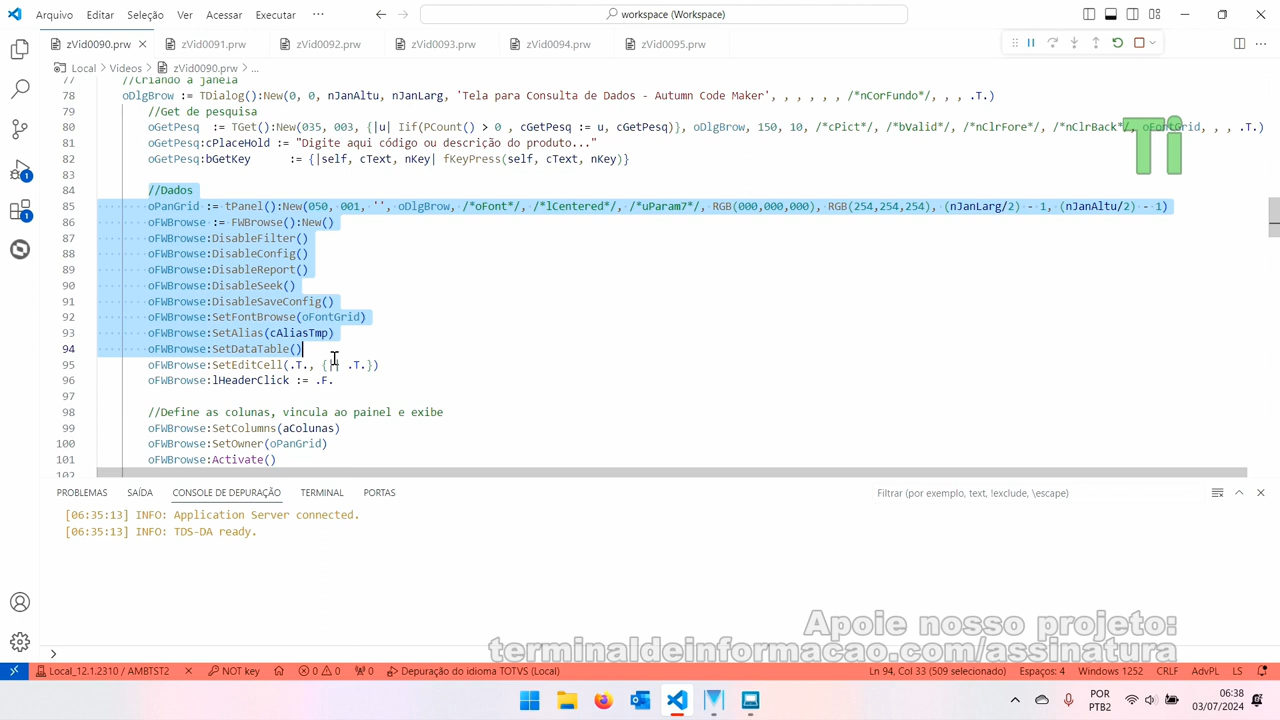 Arquivo Editar Seleção Ver Acessar Executar ··· workspace (Workspace)
zVid0090.prw zVid0091.prw zVid0092.prw zVid0093.prw zVid0094.prw zVid0095.prw
Local > Videos > zVid0090.prw > ...
77 //Criando a janela
78 oDlgBrow := TDialog():New(0, 0, nJanAltu, nJanLarg, 'Tela para Consulta de Dados - Autumn Code Maker', , , , , , /*nCorFundo*/, , , .T.)
79 //Get de pesquisa
80 oGetPesq := TGet():New(035, 003, {|u| Iif(PCount() > 0 , cGetPesq := u, cGetPesq)}, oDlgBrow, 150, 10, /*cPict*/, /*bValid*/, /*nClrFore*/, /*nClrBack*/, oFontGrid, , , .T.)
81 oGetPesq:cPlaceHold := "Digite aqui código ou descrição do produto..."
82 oGetPesq:bGetKey := {|self, cText, nKey| fKeyPress(self, cText, nKey)}
83
84 //Dados
85 oPanGrid := tPanel():New(050, 001, '', oDlgBrow, /*oFont*/, /*lCentered*/, /*uParam7*/, RGB(000,000,000), RGB(254,254,254), (nJanLarg/2) - 1, (nJanAltu/2) - 1)
86 oFWBrowse := FWBrowse():New()
87 oFWBrowse:DisableFilter()
88 oFWBrowse:DisableConfig()
89 oFWBrowse:DisableReport()
90 oFWBrowse:DisableSeek()
91 oFWBrowse:DisableSaveConfig()
92 oFWBrowse:SetFontBrowse(oFontGrid)
93 oFWBrowse:SetAlias(cAliasTmp)
94 oFWBrowse:SetDataTable()
95 oFWBrowse:SetEditCell(.T., {|| .T.})
96 oFWBrowse:lHeaderClick := .F.
97
98 //Define as colunas, vincula ao painel e exibe
99 oFWBrowse:SetColumns(aColunas)
100 oFWBrowse:SetOwner(oPanGrid)
101 oFWBrowse:Activate()
102
Ti
PROBLEMAS SAÍDA CONSOLE DE DEPURAÇÃO TERMINAL PORTAS Filtrar (por exemplo, text, !exclude, \escape)
[06:35:13] INFO: Application Server connected.
[06:35:13] INFO: TDS-DA ready.
Apoie nosso projeto:
terminaldeinformacao.com/assinatura
Local_12.1.2310 / AMBTST2 NOT key 0 0 0 Depuração do idioma TOTVS (Local) Ln 94, Col 33 (509 selecionado) Espaços: 4 Windows 1252 CRLF AdvPL LS
POR
PTB2
06:38
03/07/2024